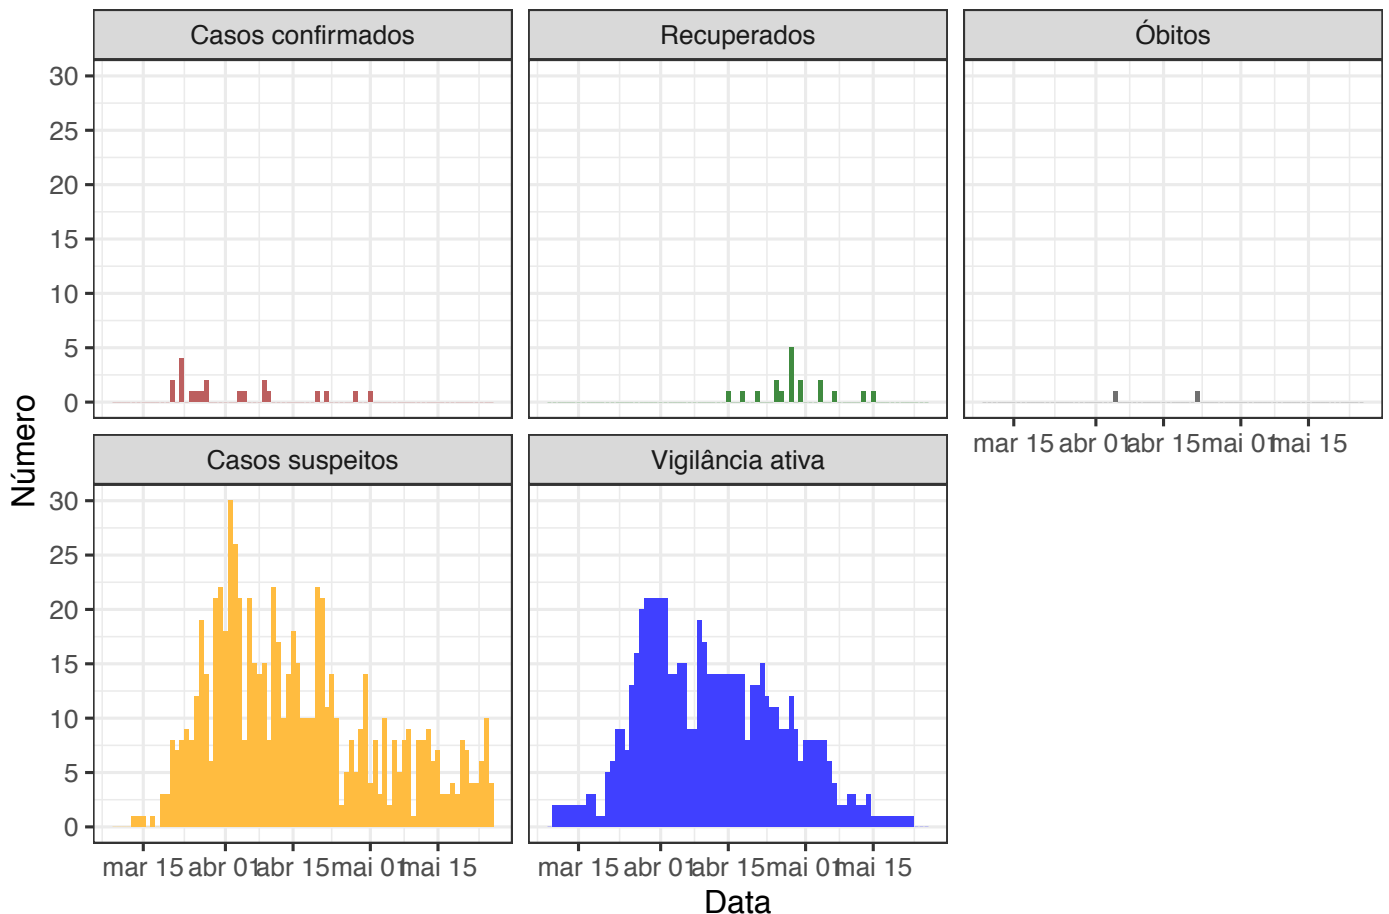 Casos confirmados
Recuperados
Óbitos
30
25
20
15
10
5
0
mar 15 abr 01 abr 15 mai 01 mai 15
Número
Casos suspeitos
Vigilância ativa
30
25
20
15
10
5
0
mar 15 abr 01 abr 15 mai 01 mai 15
mar 15 abr 01 abr 15 mai 01 mai 15
Data